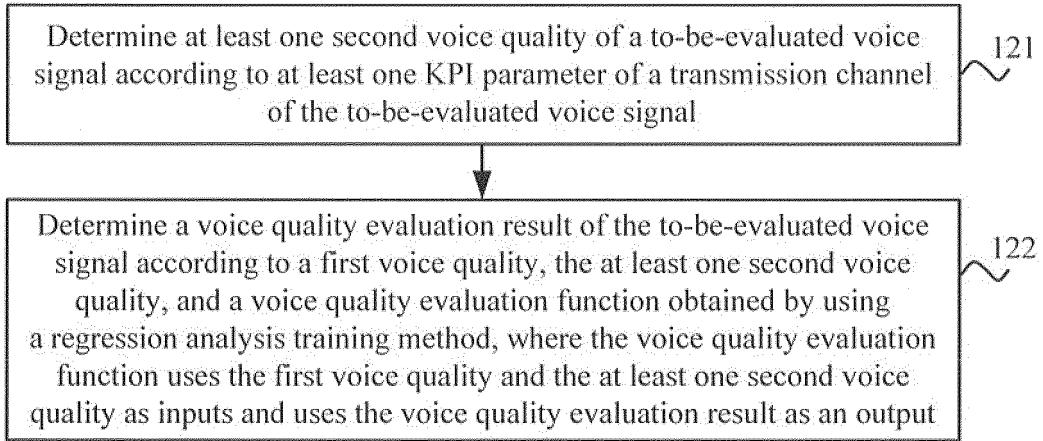 Determine at least one second voice quality of a to-be-evaluated voice
signal according to at least one KPI parameter of a transmission channel
of the to-be-evaluated voice signal
121
Determine a voice quality evaluation result of the to-be-evaluated voice
signal according to a first voice quality, the at least one second voice
quality, and a voice quality evaluation function obtained by using
a regression analysis training method, where the voice quality evaluation
function uses the first voice quality and the at least one second voice
quality as inputs and uses the voice quality evaluation result as an output
122